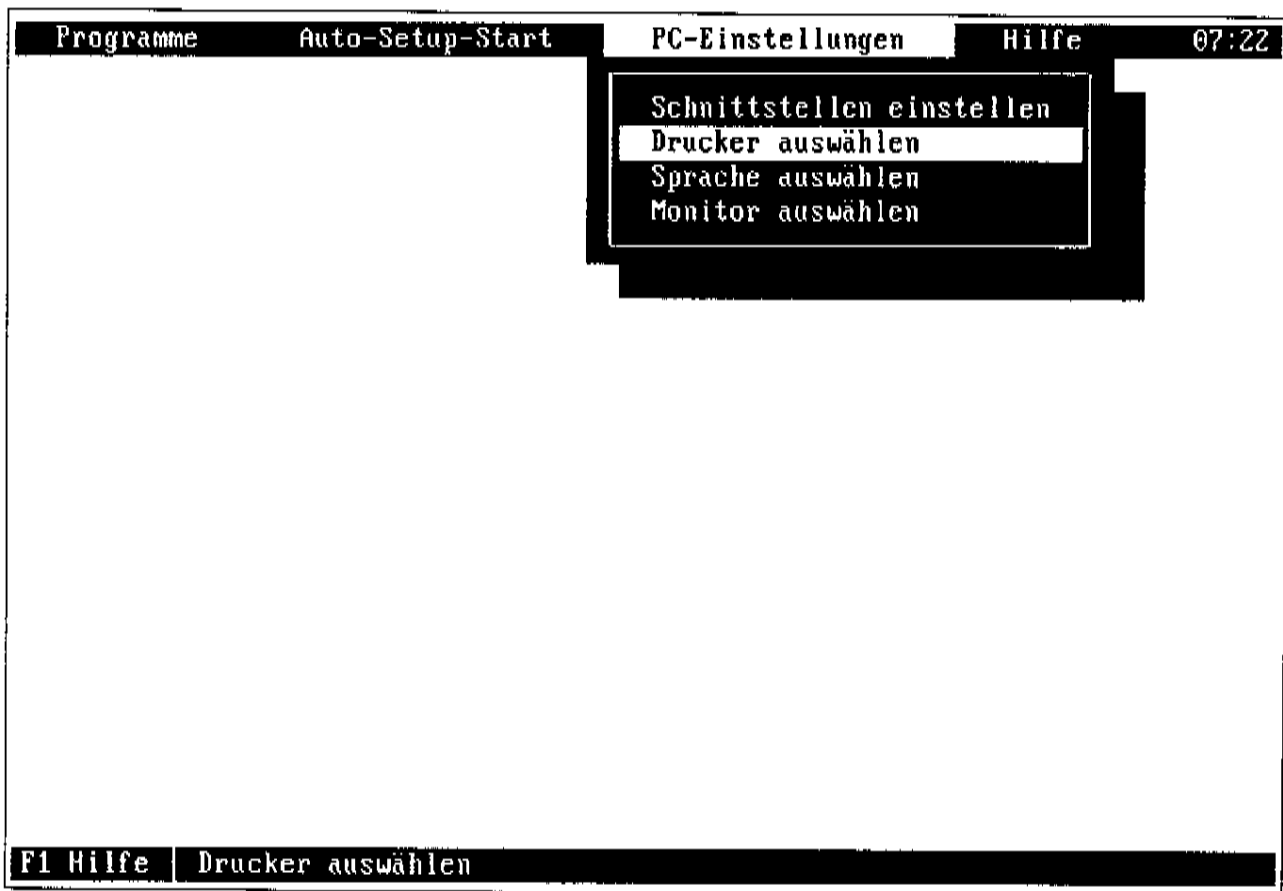 Programme Auto-Setup-Start PC-Einstellungen Hilfe 07:22
Schnittstellen einstellen
Drucker auswählen
Sprache auswählen
Monitor auswählen
F1 Hilfe Drucker auswählen